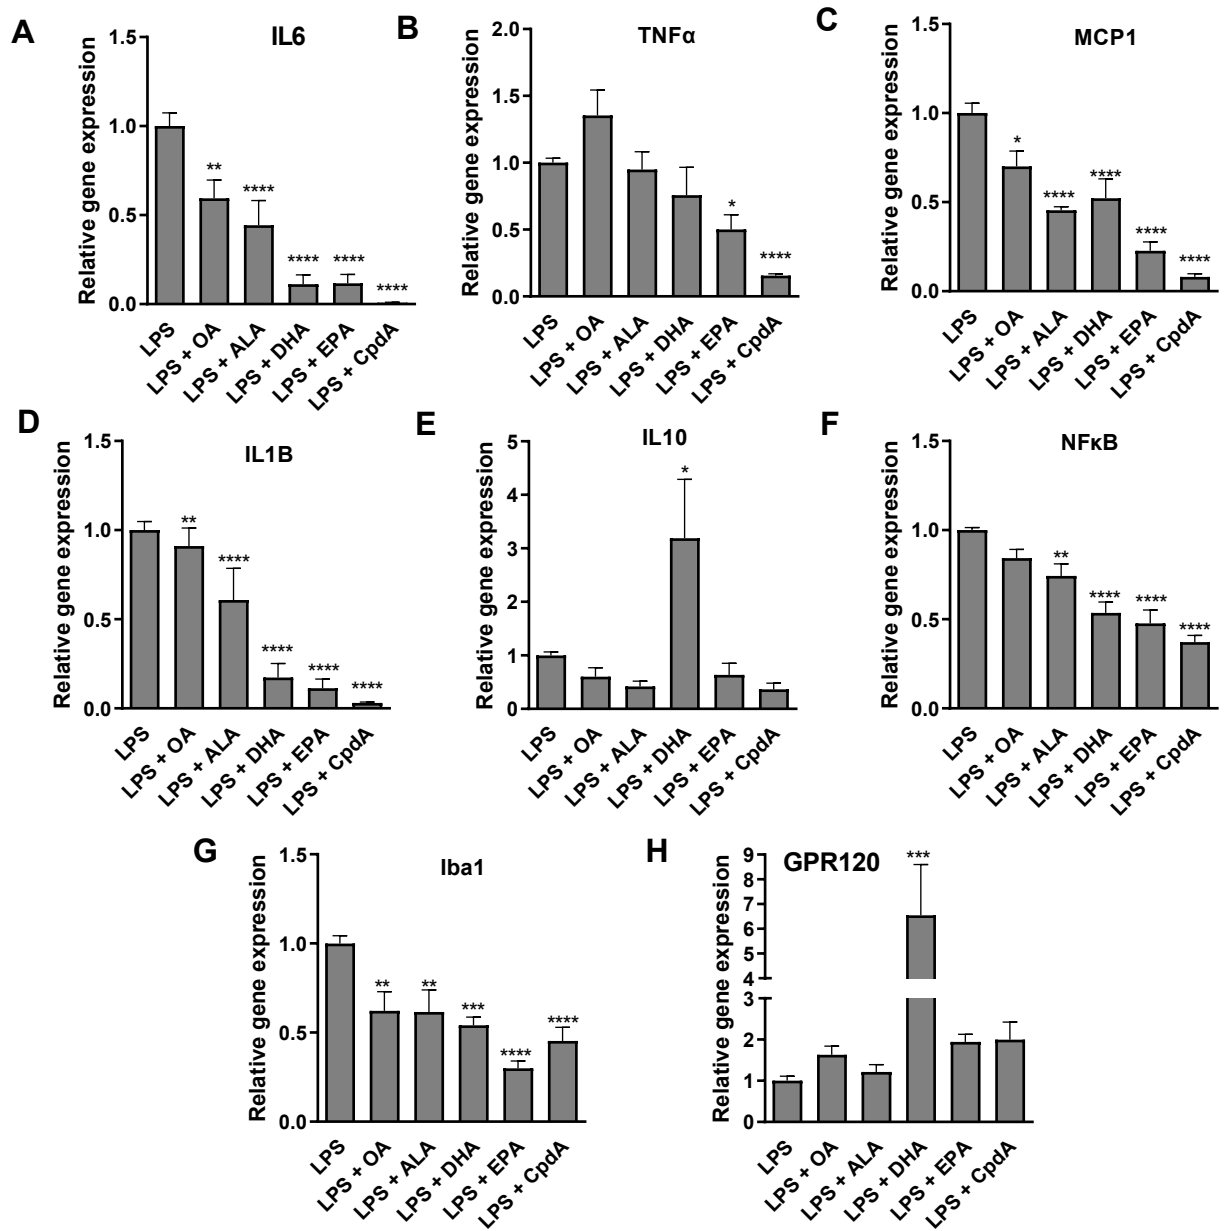 A
IL6
Relative gene expression
1.5
1.0
0.5
0.0
**
****
****
****
****
LPS
LPS + OA
LPS + ALA
LPS + DHA
LPS + EPA
LPS + CpdA
B
TNFα
Relative gene expression
2.0
1.5
1.0
0.5
0.0
*
****
LPS
LPS + OA
LPS + ALA
LPS + DHA
LPS + EPA
LPS + CpdA
C
MCP1
Relative gene expression
1.5
1.0
0.5
0.0
*
****
****
****
****
LPS
LPS + OA
LPS + ALA
LPS + DHA
LPS + EPA
LPS + CpdA
D
IL1B
Relative gene expression
1.5
1.0
0.5
0.0
**
****
****
****
****
LPS
LPS + OA
LPS + ALA
LPS + DHA
LPS + EPA
LPS + CpdA
E
IL10
Relative gene expression
5
4
3
2
1
0
*
LPS
LPS + OA
LPS + ALA
LPS + DHA
LPS + EPA
LPS + CpdA
F
NFκB
Relative gene expression
1.5
1.0
0.5
0.0
**
****
****
****
LPS
LPS + OA
LPS + ALA
LPS + DHA
LPS + EPA
LPS + CpdA
G
Iba1
Relative gene expression
1.5
1.0
0.5
0.0
**
**
***
****
****
LPS
LPS + OA
LPS + ALA
LPS + DHA
LPS + EPA
LPS + CpdA
H
GPR120
Relative gene expression
9
8
7
6
5
4
3
2
1
0
***
LPS
LPS + OA
LPS + ALA
LPS + DHA
LPS + EPA
LPS + CpdA